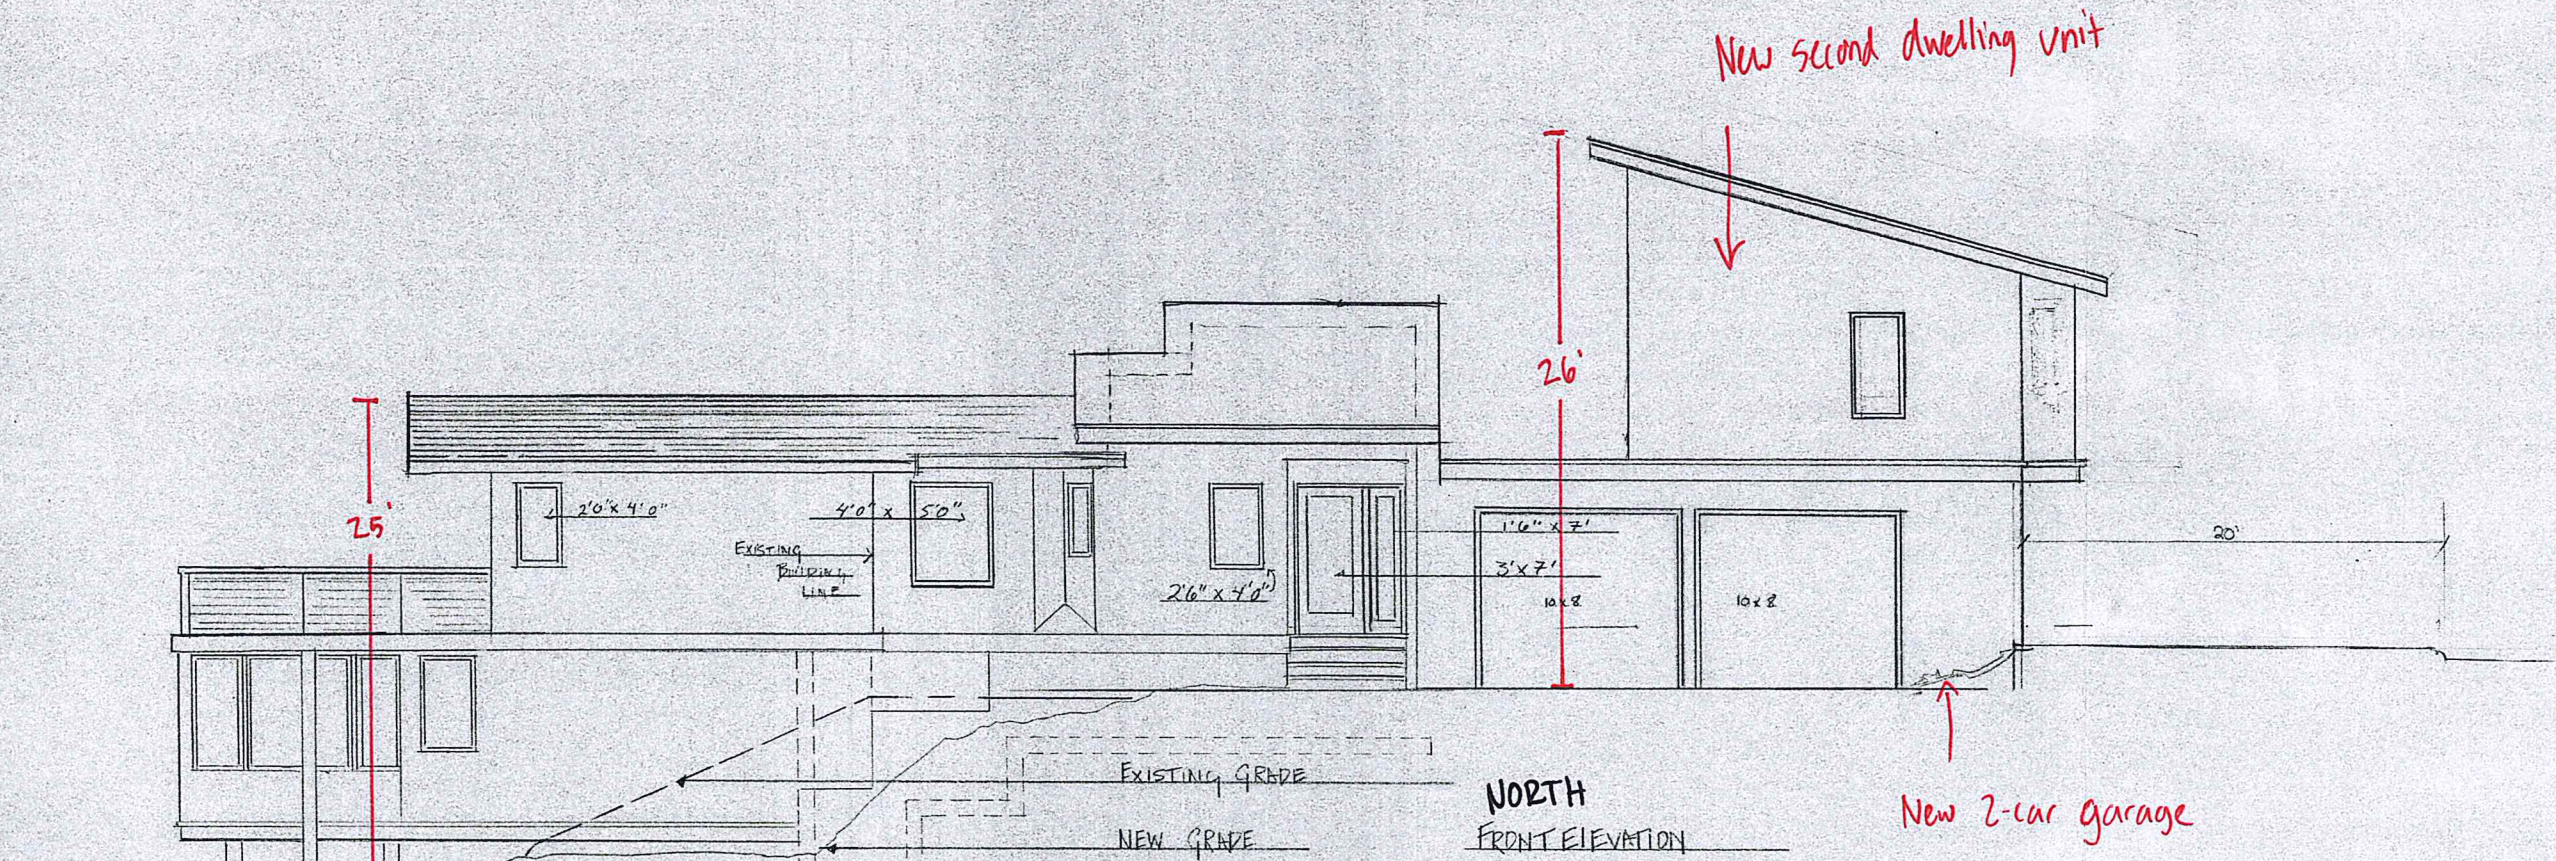 New second dwelling unit
26'
25'
2'0" x 4'0"
4'0" x 5'0"
1'6" x 7'
20'
EXISTING
BUILDING
LINE
3' x 7'
2'6" x 4'0"
10 x 8
10 x 8
EXISTING GRADE
NORTH
New 2-car garage
NEW GRADE
FRONT ELEVATION